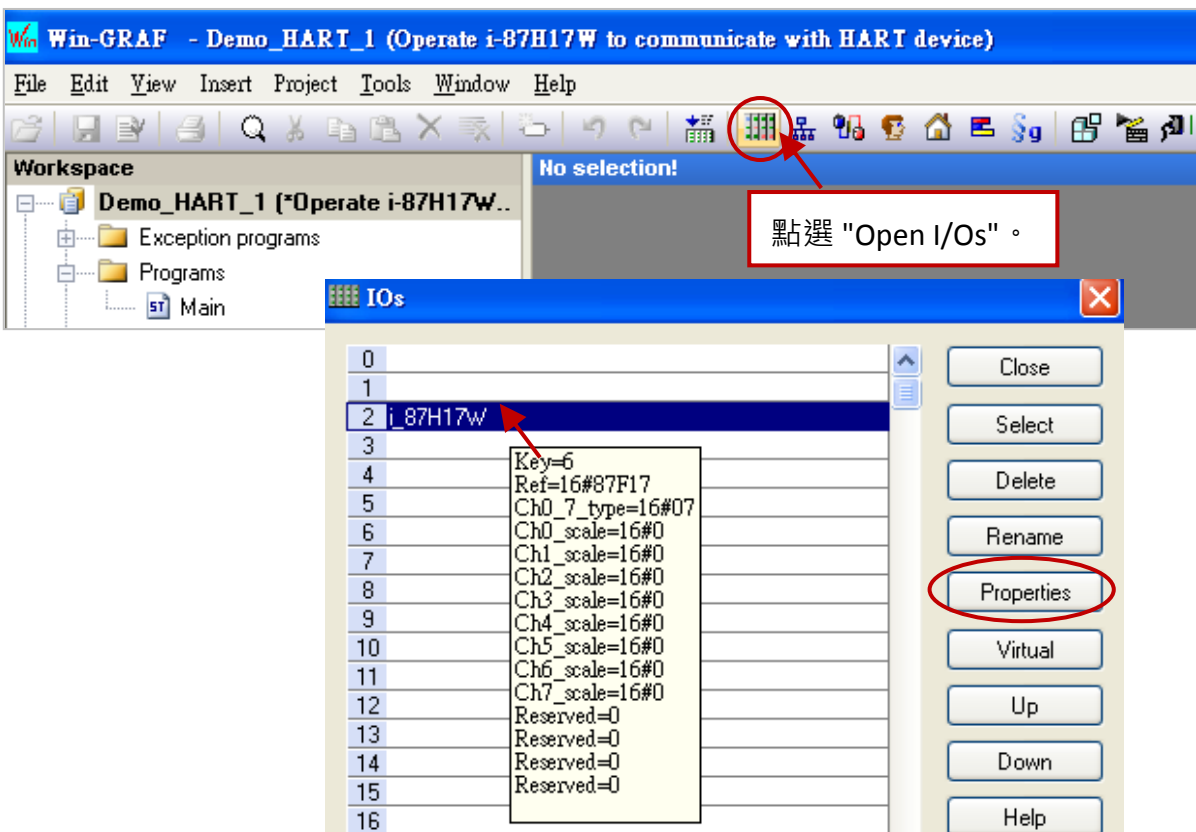 Win-GRAF - Demo_HART_1 (Operate i-87H17W to communicate with HART device)
File Edit View Insert Project Tools Window Help
Workspace
No selection!
Demo_HART_1 (*Operate i-87H17W..
Exception programs
Programs
ST Main
點選 "Open I/Os"。
IOs
0
1
2 i_87H17W
3
4
5
6
7
8
9
10
11
12
13
14
15
16
Key=6
Ref=16#87F17
Ch0_7_type=16#07
Ch0_scale=16#0
Ch1_scale=16#0
Ch2_scale=16#0
Ch3_scale=16#0
Ch4_scale=16#0
Ch5_scale=16#0
Ch6_scale=16#0
Ch7_scale=16#0
Reserved=0
Reserved=0
Reserved=0
Reserved=0
Close
Select
Delete
Rename
Properties
Virtual
Up
Down
Help